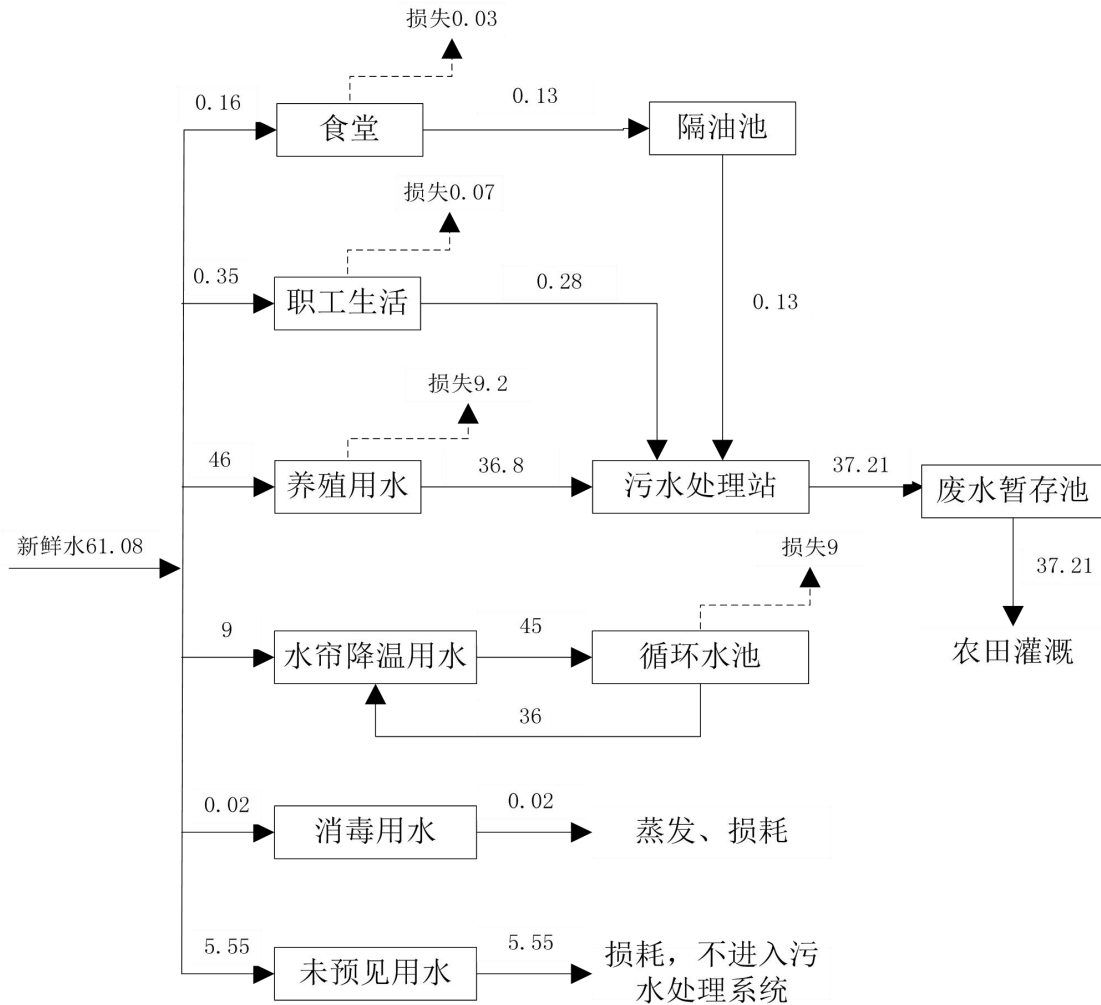 损失0.03
0.16
食堂
0.13
隔油池
损失0.07
0.35
职工生活
0.28
0.13
损失9.2
46
养殖用水
36.8
污水处理站
37.21
废水暂存池
新鲜水61.08
损失9
37.21
9
水帘降温用水
45
循环水池
农田灌溉
36
0.02
消毒用水
0.02
蒸发、损耗
5.55
未预见用水
5.55
损耗，不进入污
水处理系统